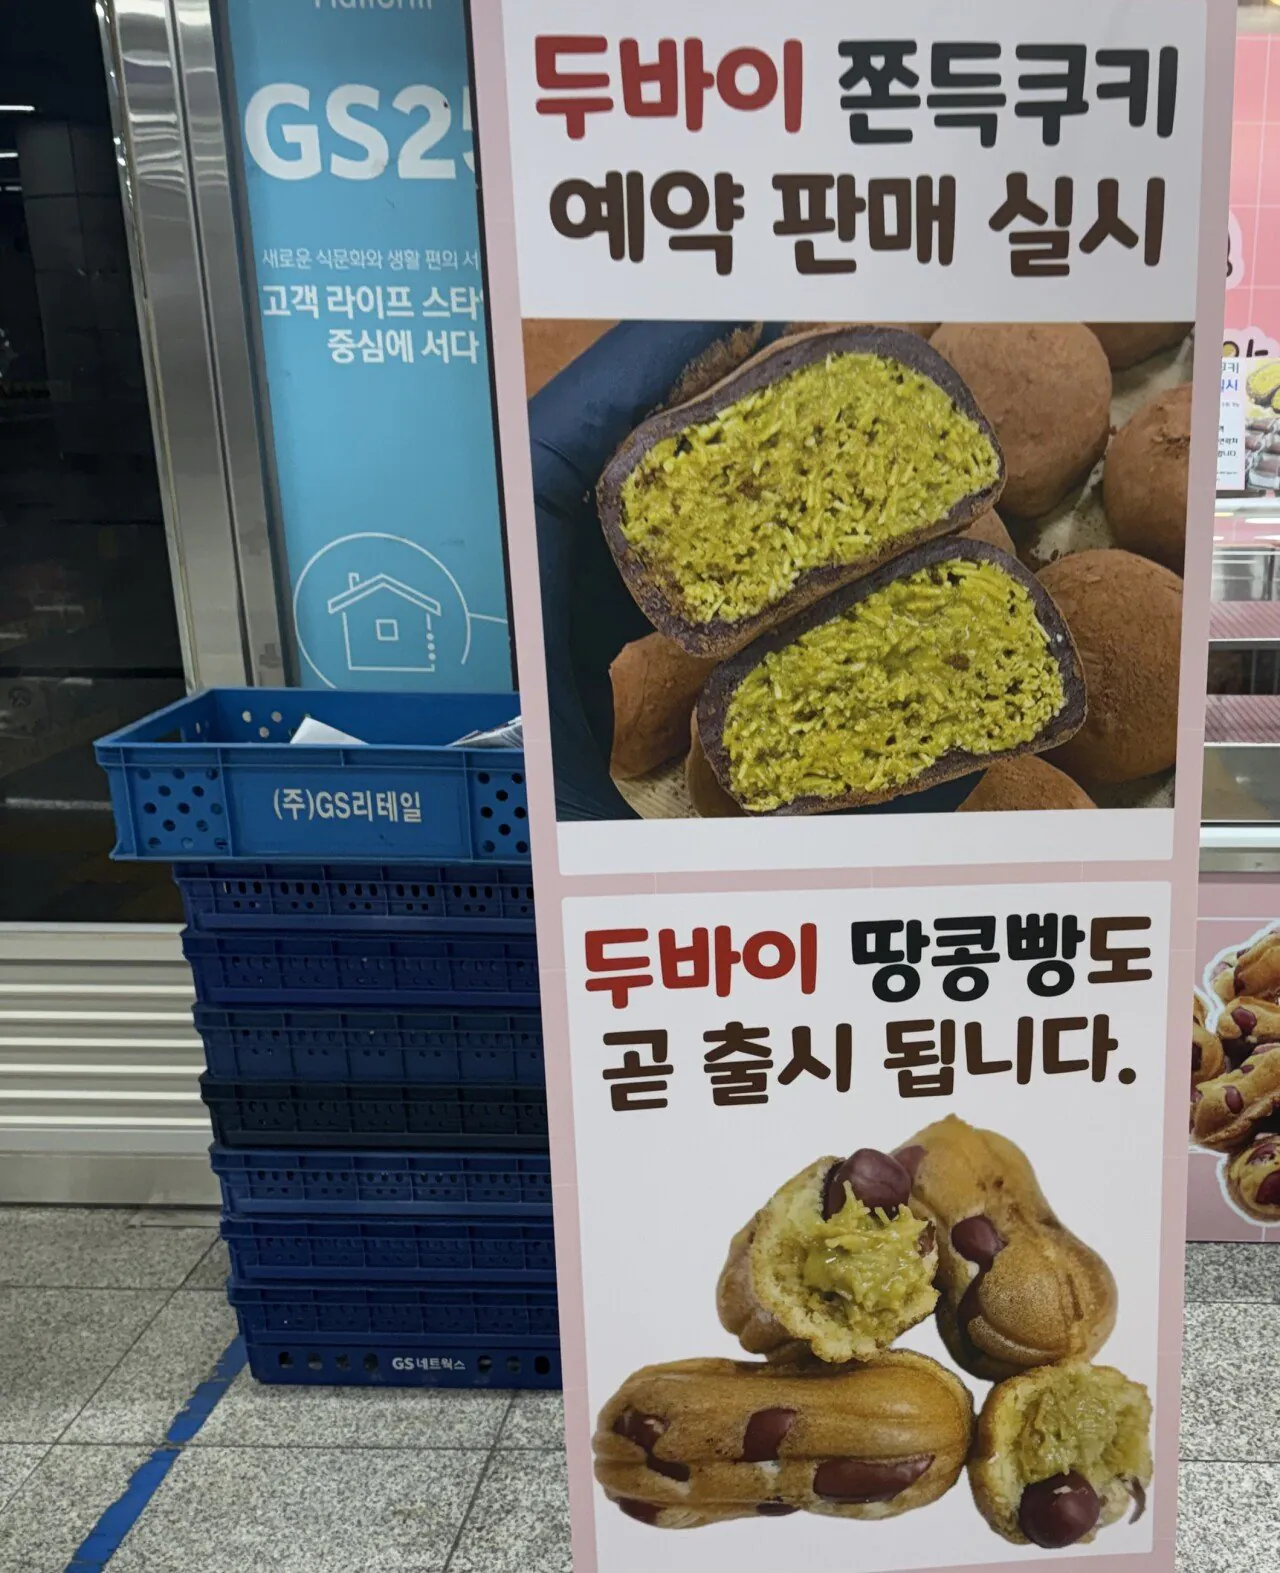 GS25
새로운 식문화와 생활 편의 서
고객 라이프 스타
중심에 서다
(주)GS리테일
GS네트웍스
두바이 쫀득쿠키
예약 판매 실시
두바이 땅콩빵도
곧 출시 됩니다.